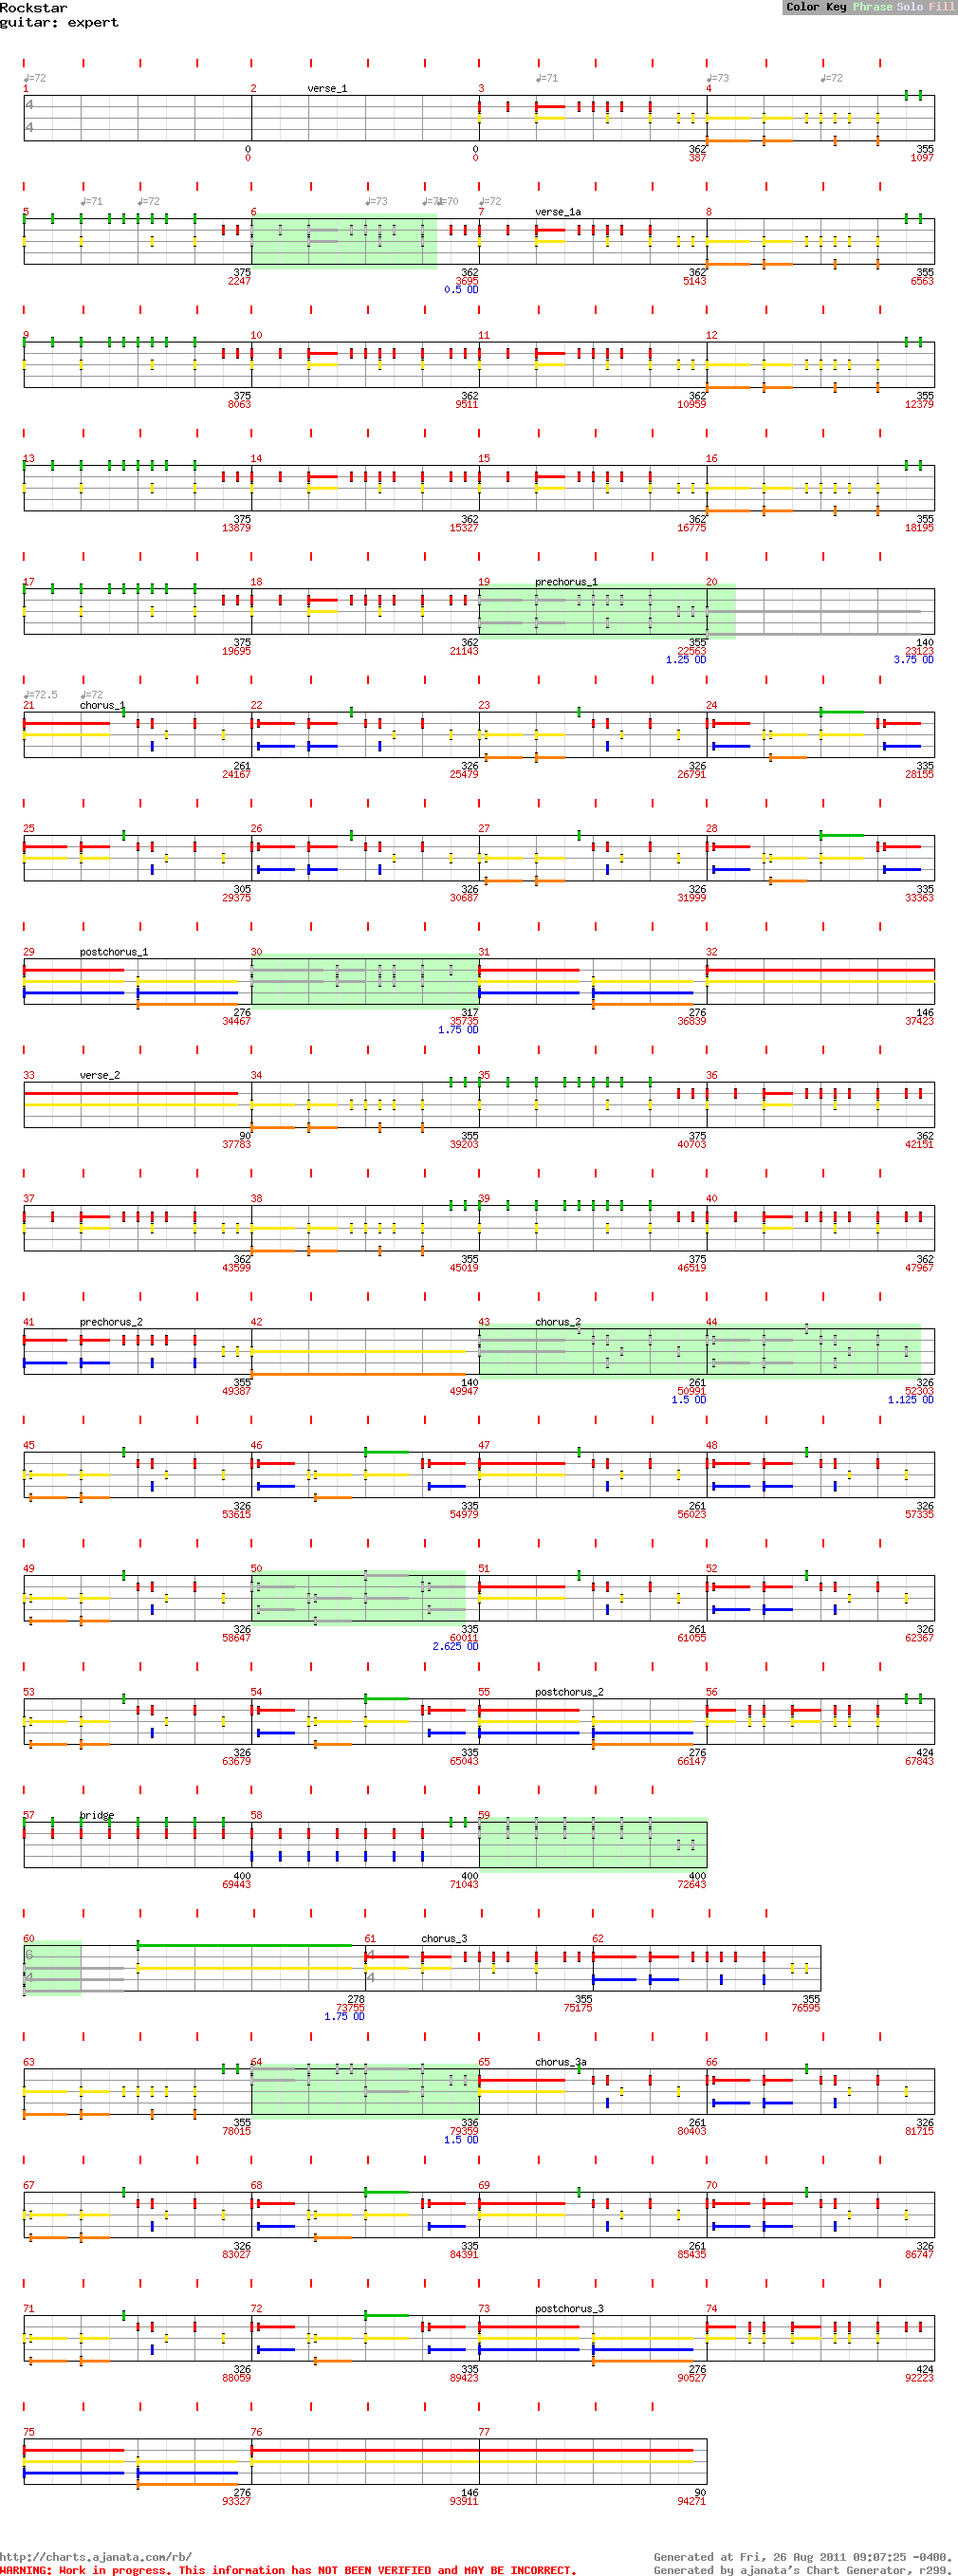 Rockstar
Color Key Phrase Solo Fill
guitar: expert
♩=72 ♩=71 ♩=73 ♩=72
1 2 verse_1 3 4
4
4
0 0 362 355
0 0 387 1097
♩=71 ♩=72 ♩=73 ♩=71 ♩=70 ♩=72
5 6 7 verse_1a 8
375 362 362 355
2247 3695 5143 6563
0.5 OD
9 10 11 12
375 362 362 355
8063 9511 10959 12379
13 14 15 16
375 362 362 355
13879 15327 16775 18195
17 18 19 prechorus_1 20
375 362 355 140
19695 21143 22563 23123
1.25 OD 3.75 OD
♩=72.5 ♩=72
21 chorus_1 22 23 24
261 326 326 335
24167 25479 26791 28155
25 26 27 28
305 326 326 335
29375 30687 31999 33363
29 postchorus_1 30 31 32
276 317 276 146
34467 35735 36839 37423
1.75 OD
33 verse_2 34 35 36
90 355 375 362
37783 39203 40703 42151
37 38 39 40
362 355 375 362
43599 45019 46519 47967
41 prechorus_2 42 43 chorus_2 44
355 140 261 326
49387 49947 50991 52303
1.5 OD 1.125 OD
45 46 47 48
326 335 261 326
53615 54979 56023 57335
49 50 51 52
326 335 261 326
58647 60011 61055 62367
2.625 OD
53 54 55 postchorus_2 56
326 335 276 424
63679 65043 66147 67843
57 bridge 58 59
400 400 400
69443 71043 72643
60 61 chorus_3 62
6 4
4 4
278 355 355
73755 75175 76595
1.75 OD
63 64 65 chorus_3a 66
355 336 261 326
78015 79359 80403 81715
1.5 OD
67 68 69 70
326 335 261 326
83027 84391 85435 86747
71 72 73 postchorus_3 74
326 335 276 424
88059 89423 90527 92223
75 76 77
276 146 90
93327 93911 94271
http://charts.ajanata.com/rb/
Generated at Fri, 26 Aug 2011 09:07:25 -0400.
WARNING: Work in progress. This information has NOT BEEN VERIFIED and MAY BE INCORRECT.
Generated by ajanata's Chart Generator, r299.